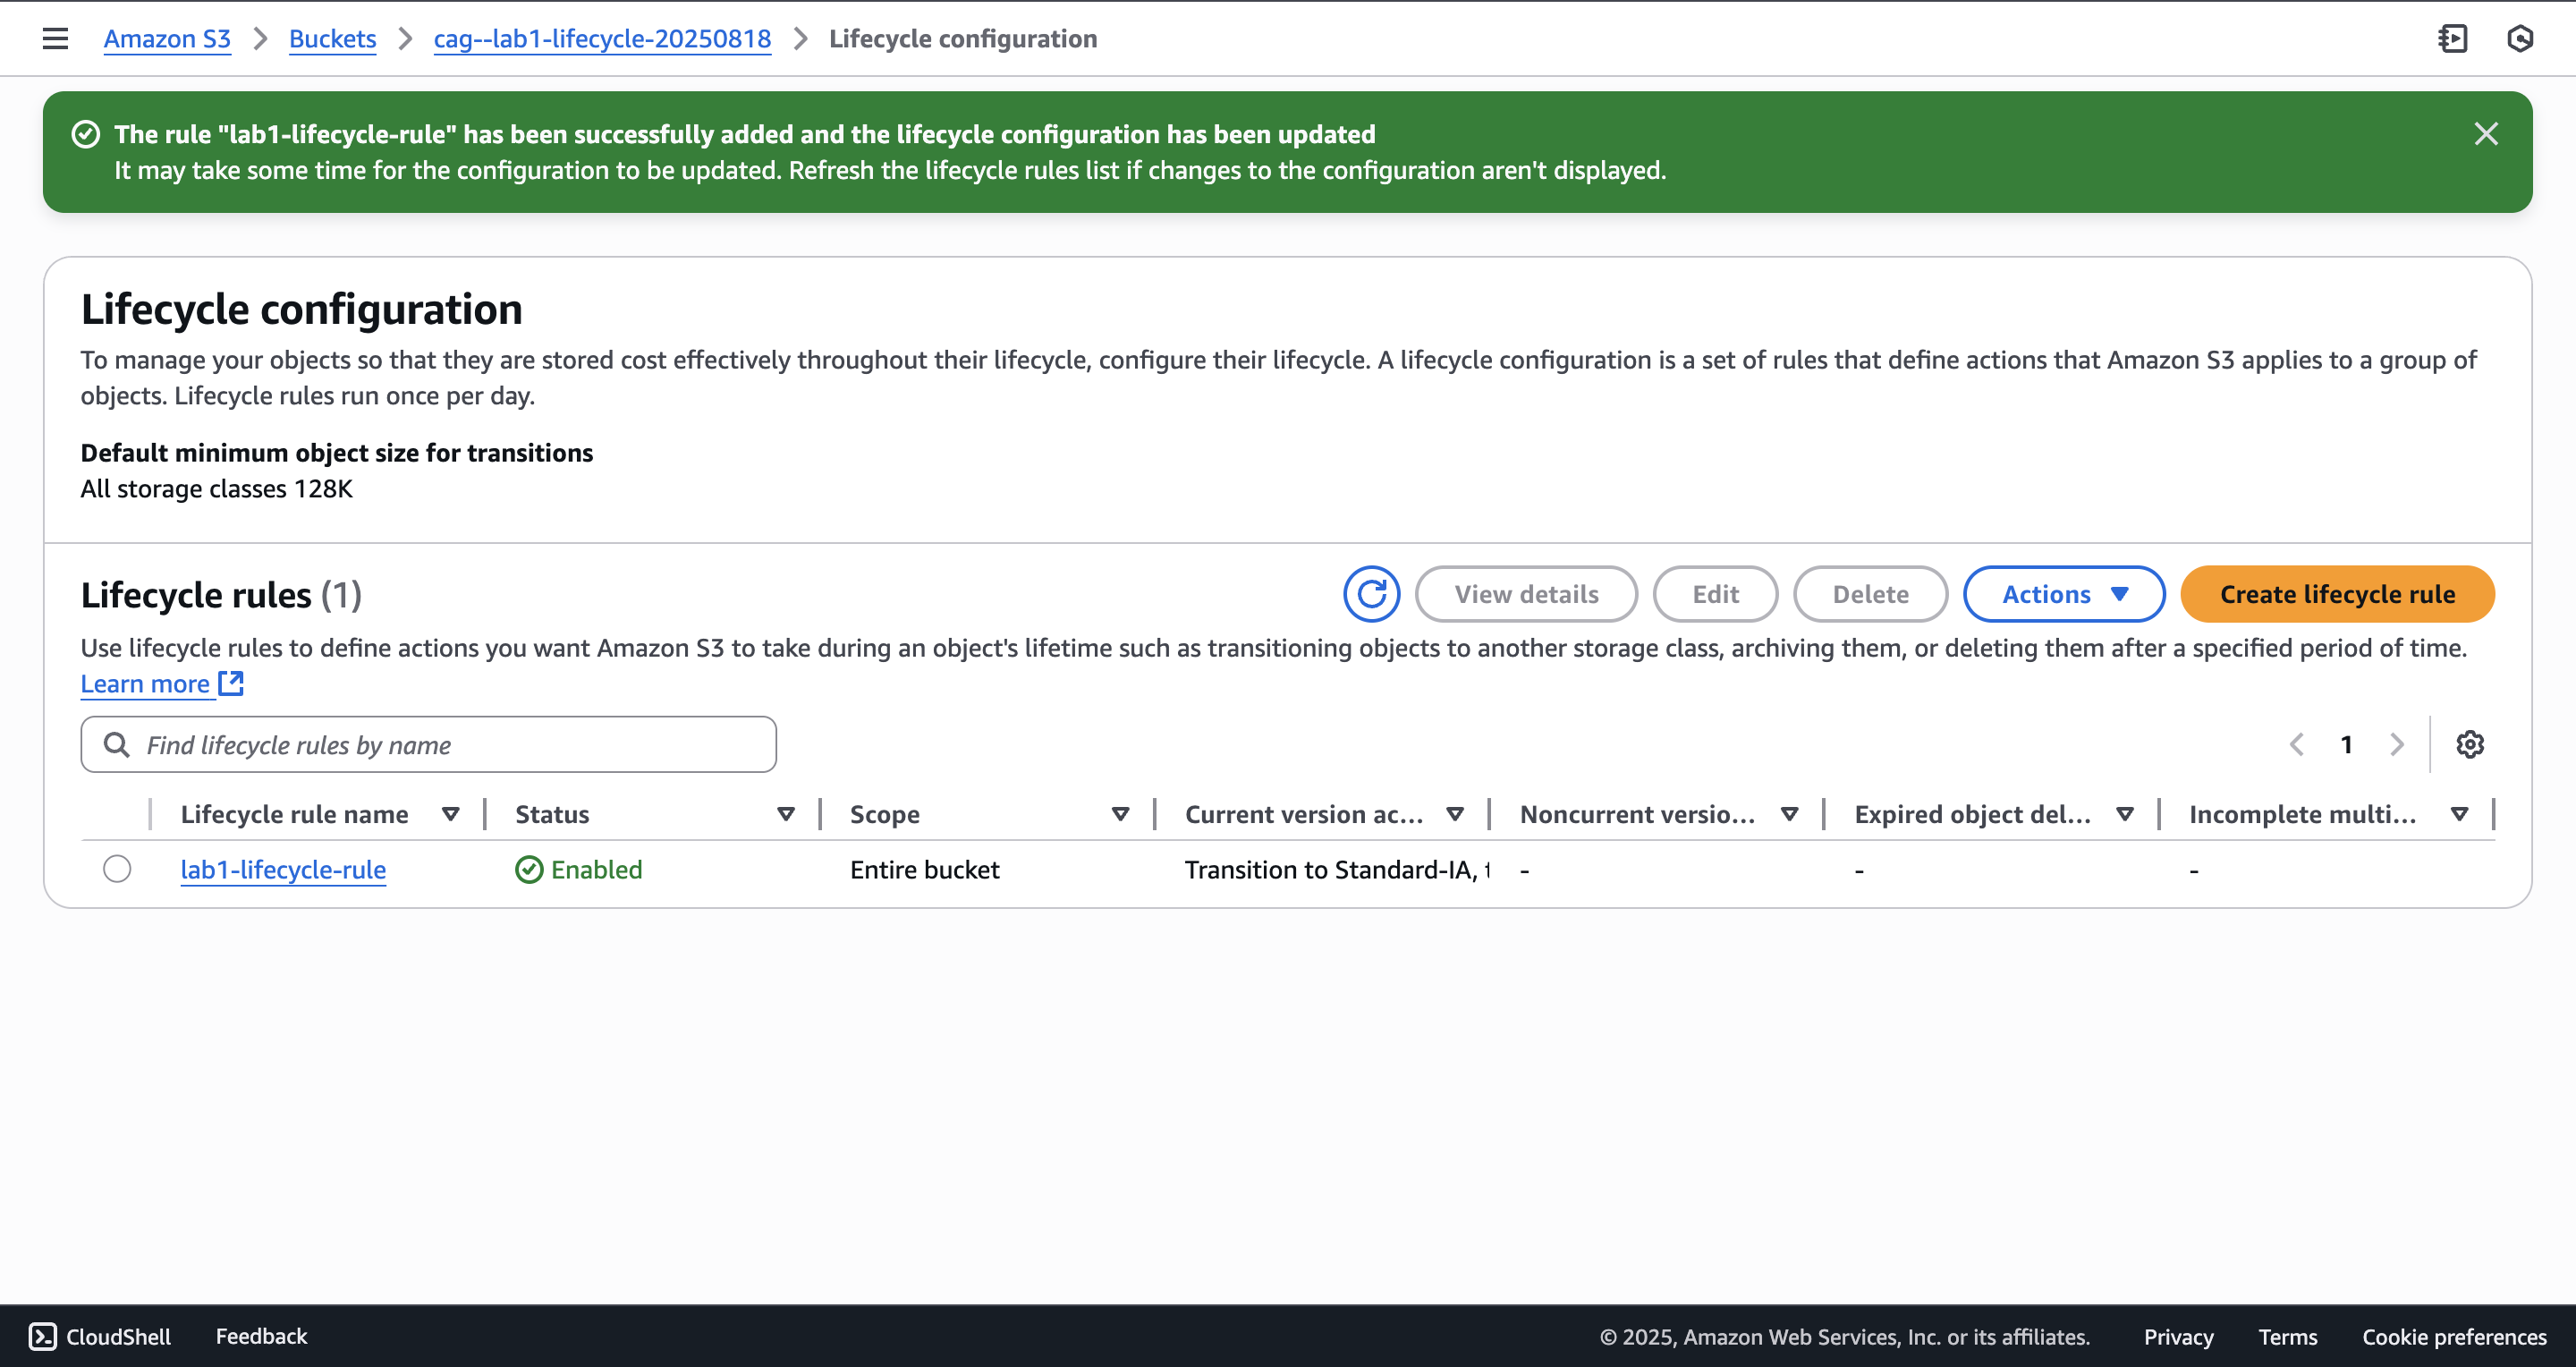 Amazon S3 > Buckets > cag--lab1-lifecycle-20250818 > Lifecycle configuration
The rule "lab1-lifecycle-rule" has been successfully added and the lifecycle configuration has been updated
It may take some time for the configuration to be updated. Refresh the lifecycle rules list if changes to the configuration aren't displayed.
Lifecycle configuration
To manage your objects so that they are stored cost effectively throughout their lifecycle, configure their lifecycle. A lifecycle configuration is a set of rules that define actions that Amazon S3 applies to a group of
objects. Lifecycle rules run once per day.
Default minimum object size for transitions
All storage classes 128K
Lifecycle rules (1) View details Edit Delete Actions Create lifecycle rule
Use lifecycle rules to define actions you want Amazon S3 to take during an object's lifetime such as transitioning objects to another storage class, archiving them, or deleting them after a specified period of time.
Learn more
Find lifecycle rules by name 1
Lifecycle rule name Status Scope Current version ac... Noncurrent versio... Expired object del... Incomplete multi...
lab1-lifecycle-rule Enabled Entire bucket Transition to Standard-IA, - - -
CloudShell Feedback © 2025, Amazon Web Services, Inc. or its affiliates. Privacy Terms Cookie preferences